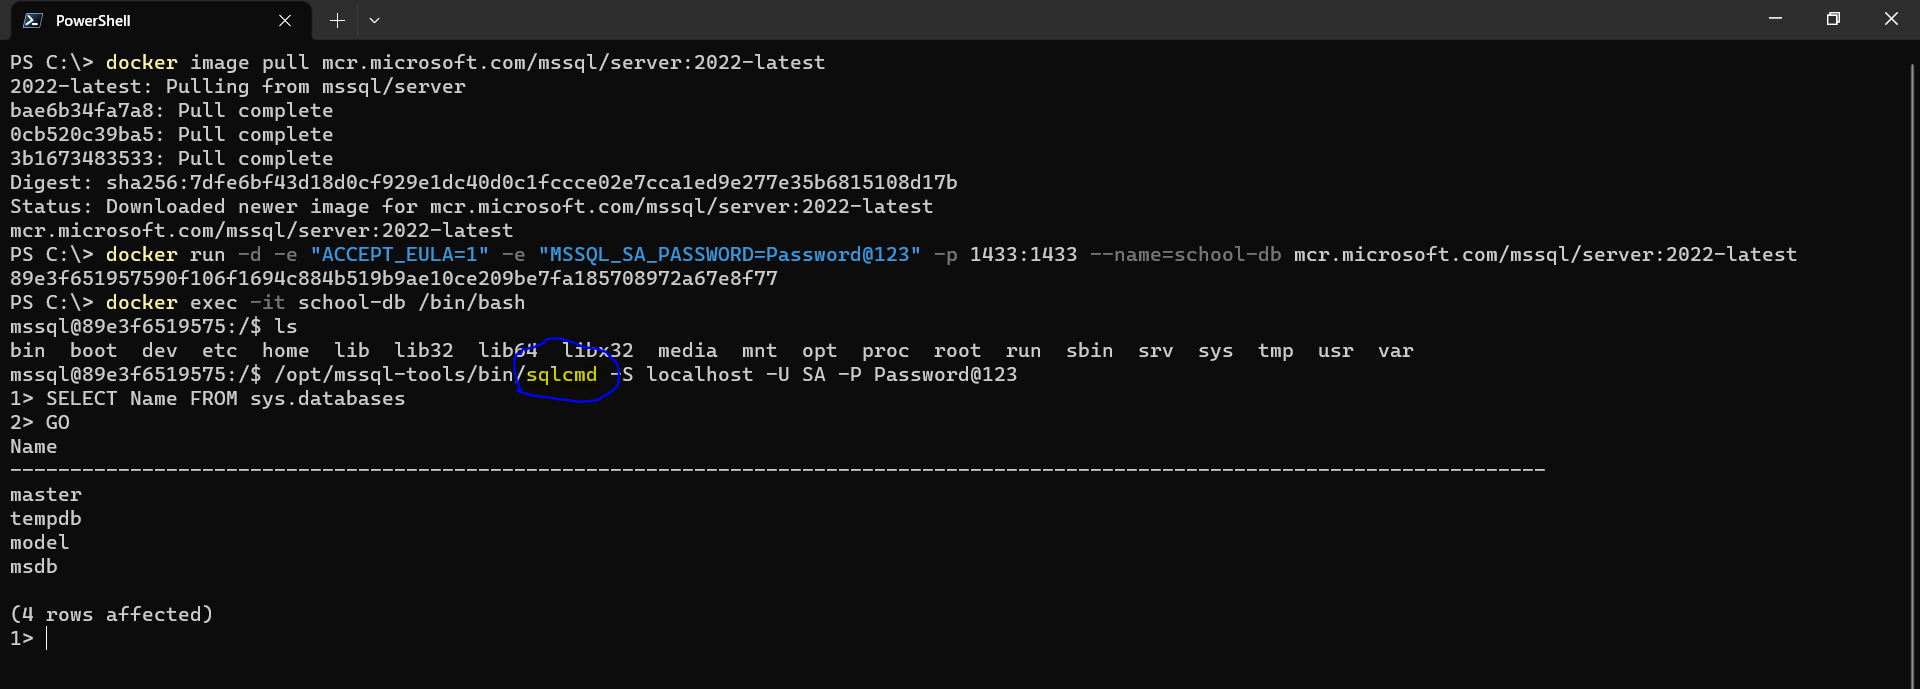 PowerShell
PS C:\> docker image pull mcr.microsoft.com/mssql/server:2022-latest
2022-latest: Pulling from mssql/server
bae6b34fa7a8: Pull complete
0cb520c39ba5: Pull complete
3b1673483533: Pull complete
Digest: sha256:7dfe6bf43d18d0cf929e1dc40d0c1fccce02e7cca1ed9e277e35b6815108d17b
Status: Downloaded newer image for mcr.microsoft.com/mssql/server:2022-latest
mcr.microsoft.com/mssql/server:2022-latest
PS C:\> docker run -d -e "ACCEPT_EULA=1" -e "MSSQL_SA_PASSWORD=Password@123" -p 1433:1433 --name=school-db mcr.microsoft.com/mssql/server:2022-latest
89e3f651957590f106f1694c884b519b9ae10ce209be7fa185708972a67e8f77
PS C:\> docker exec -it school-db /bin/bash
mssql@89e3f6519575:/$ ls
bin  boot  dev  etc  home  lib  lib32  lib64  libx32  media  mnt  opt  proc  root  run  sbin  srv  sys  tmp  usr  var
mssql@89e3f6519575:/$ /opt/mssql-tools/bin/sqlcmd -S localhost -U SA -P Password@123
1> SELECT Name FROM sys.databases
2> GO
Name
--------------------------------------------------------------------------------------------------------------------------------
master
tempdb
model
msdb
(4 rows affected)
1>